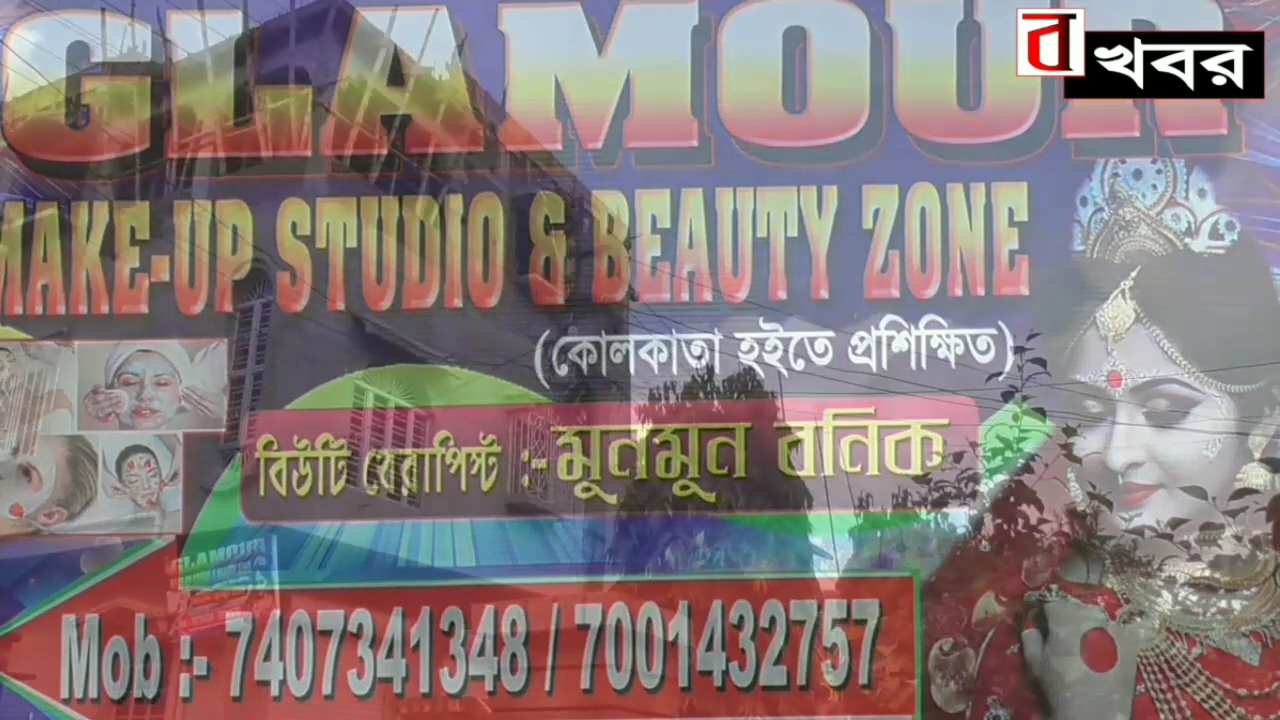 GLAMOUR
বা খবর
MAKE-UP STUDIO & BEAUTY ZONE
(কোলকাতা হইতে প্রশিক্ষিত)
বিউটি থেরাপিস্ট :- মুনমুন বনিক
Mob :- 7407341348 / 7001432757